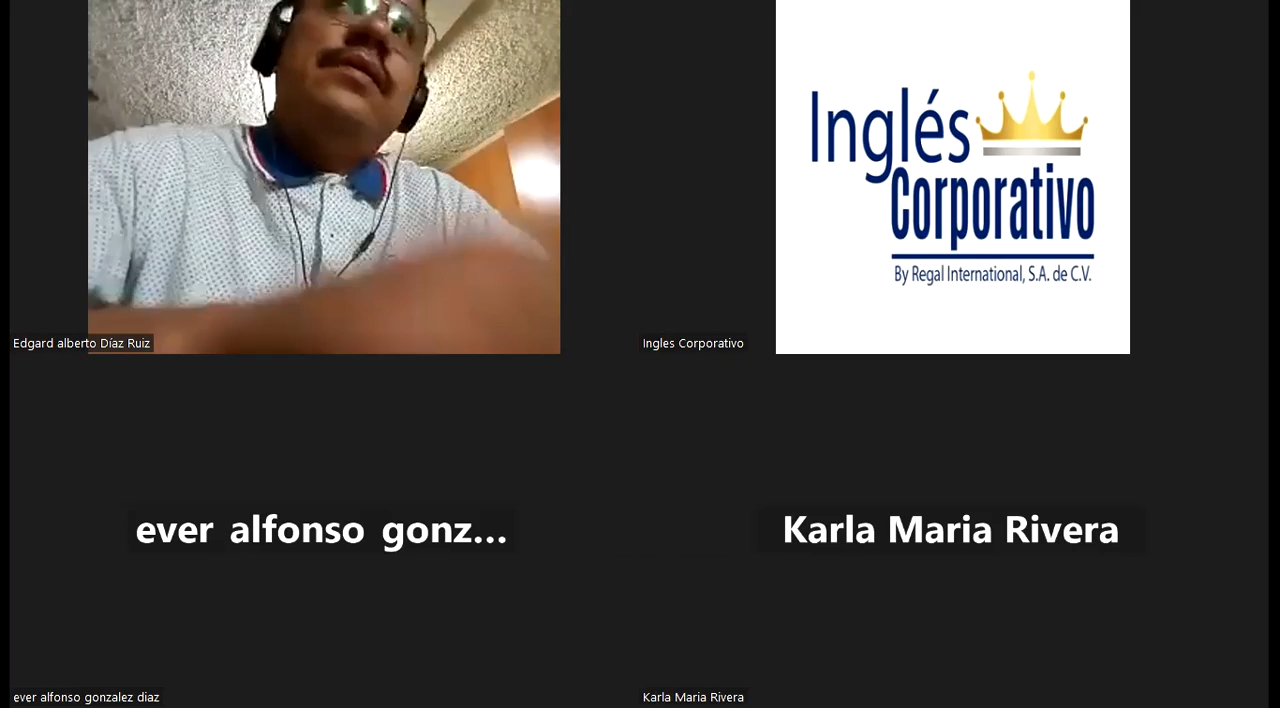 Inglés
Corporativo
By Regal International, S.A. de C.V.
Edgard alberto Díaz Ruiz
Ingles Corporativo
ever alfonso gonz...
Karla Maria Rivera
ever alfonso gonzalez diaz
Karla Maria Rivera